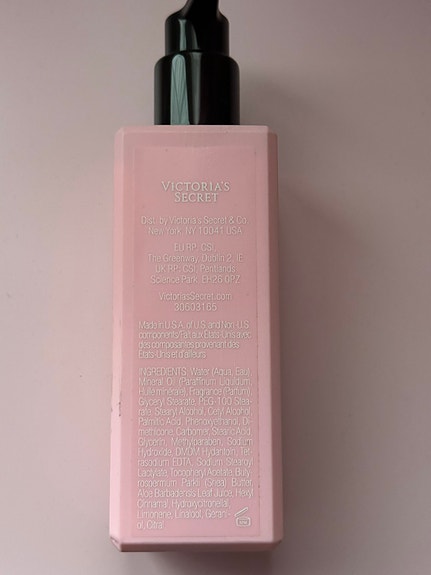 VICTORIA'S
SECRET
Dist. by Victoria's Secret & Co.
New York, NY 10041 USA
EU RP: CSI,
The Greenway, Dublin 2, IE
UK RP: CSI, Pentlands
Science Park, EH26 0PZ
VictoriasSecret.com
30603165
Made in U.S.A. of U.S. and Non-U.S.
components/Fait aux États-Unis avec
des composantes provenant des
États-Unis et d'ailleurs
INGREDIENTS: Water (Aqua, Eau),
Mineral Oil (Paraffinum Liquidum,
Huile minérale), Fragrance (Parfum),
Glyceryl Stearate, PEG-100 Stea-
rate, Stearyl Alcohol, Cetyl Alcohol,
Palmitic Acid, Phenoxyethanol, Di-
methicone, Carbomer, Stearic Acid,
Glycerin, Methylparaben, Sodium
Hydroxide, DMDM Hydantoin, Tet-
rasodium EDTA, Sodium Stearoyl
Lactylate, Tocopheryl Acetate, Buty-
rospermum Parkii (Shea) Butter,
Aloe Barbadensis Leaf Juice, Hexyl
Cinnamal, Hydroxycitronellal,
Limonene, Linalool, Gerani-
ol, Citral